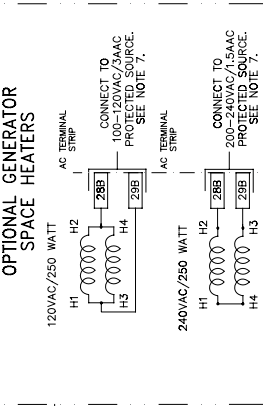 OPTIONAL GENERATOR
SPACE HEATERS
120VAC/250 WATT
H1
H2
H3
H4
AC TERMINAL
STRIP
28B
29B
CONNECT TO
100-120VAC/3AAC
PROTECTED SOURCE.
SEE NOTE 7.
240VAC/250 WATT
H1
H2
H4
H3
AC TERMINAL
STRIP
28B
29B
CONNECT TO
200-240VAC/1.5AAC
PROTECTED SOURCE.
SEE NOTE 7.